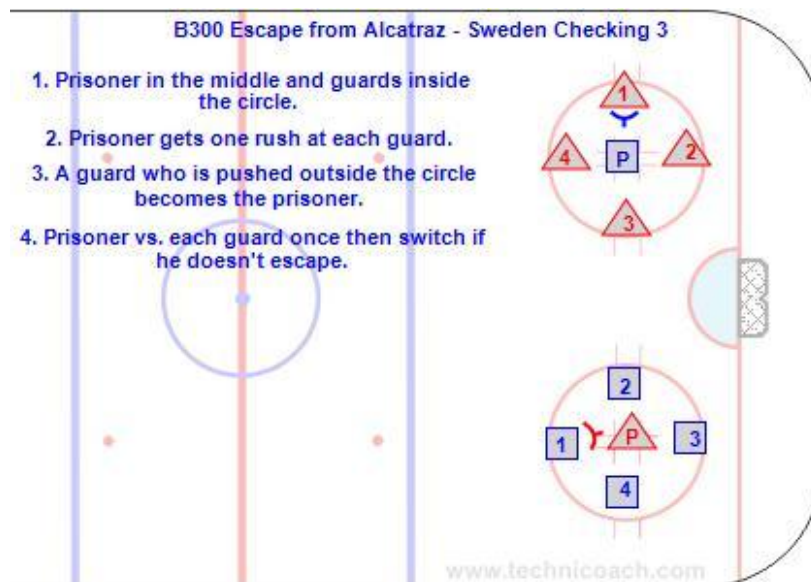 B300 Escape from Alcatraz - Sweden Checking 3
1. Prisoner in the middle and guards inside
the circle.
2. Prisoner gets one rush at each guard.
3. A guard who is pushed outside the circle
becomes the prisoner.
4. Prisoner vs. each guard once then switch if
he doesn't escape.
1
4
P
2
3
2
1
P
3
4
www.technicoach.com